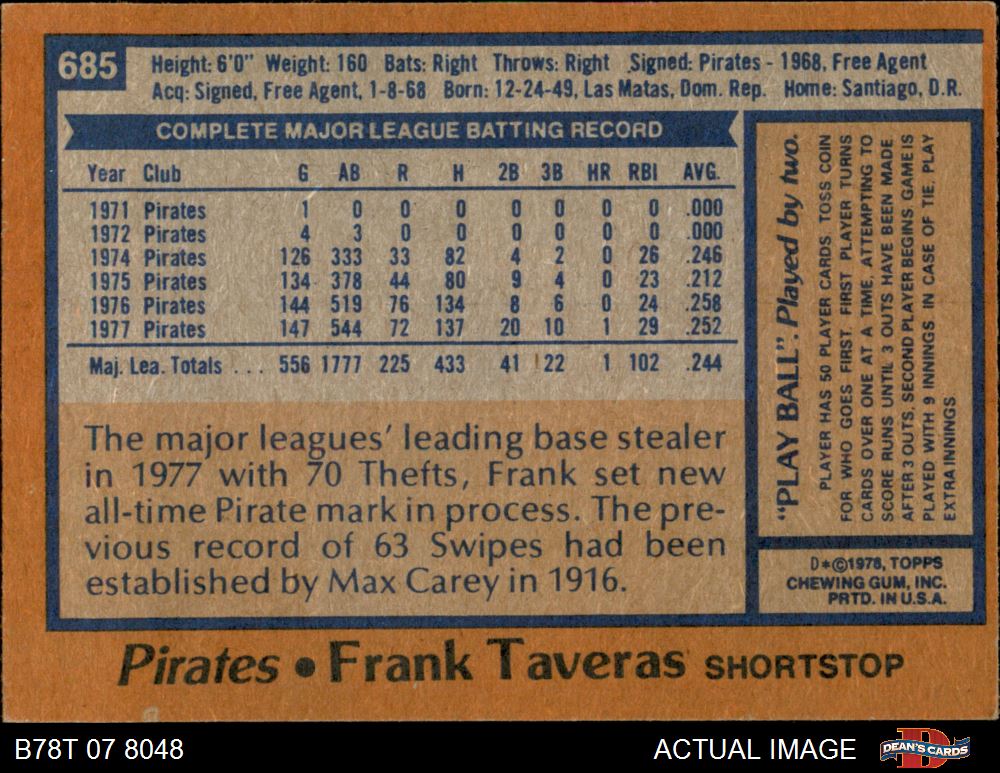 685
Height: 6'0" Weight: 160 Bats: Right Throws: Right Signed: Pirates - 1968, Free Agent
Acq: Signed, Free Agent, 1-8-68 Born: 12-24-49, Las Matas, Dom. Rep. Home: Santiago, D.R.
COMPLETE MAJOR LEAGUE BATTING RECORD
Year Club G AB R H 2B 3B HR RBI AVG.
1971 Pirates 1 0 0 0 0 0 0 0 .000
1972 Pirates 4 3 0 0 0 0 0 0 .000
1974 Pirates 126 333 33 82 4 2 0 26 .246
1975 Pirates 134 378 44 80 9 4 0 23 .212
1976 Pirates 144 519 76 134 8 6 0 24 .258
1977 Pirates 147 544 72 137 20 10 1 29 .252
Maj. Lea. Totals ... 556 1777 225 433 41 22 1 102 .244
The major leagues' leading base stealer
in 1977 with 70 Thefts, Frank set new
all-time Pirate mark in process. The pre-
vious record of 63 Swipes had been
established by Max Carey in 1916.
"PLAY BALL". Played by two.
PLAYER HAS 50 PLAYER CARDS. TOSS COIN
FOR WHO GOES FIRST. FIRST PLAYER TURNS
CARDS OVER ONE AT A TIME, ATTEMPTING TO
SCORE RUNS UNTIL 3 OUTS HAVE BEEN MADE.
AFTER 3 OUTS, SECOND PLAYER BEGINS. GAME IS
PLAYED WITH 9 INNINGS. IN CASE OF TIE, PLAY
EXTRA INNINGS
D*©1978, TOPPS
CHEWING GUM, INC.
PRTD. IN U.S.A.
Pirates • Frank Taveras SHORTSTOP
B78T 07 8048
ACTUAL IMAGE
DEAN'S CARDS